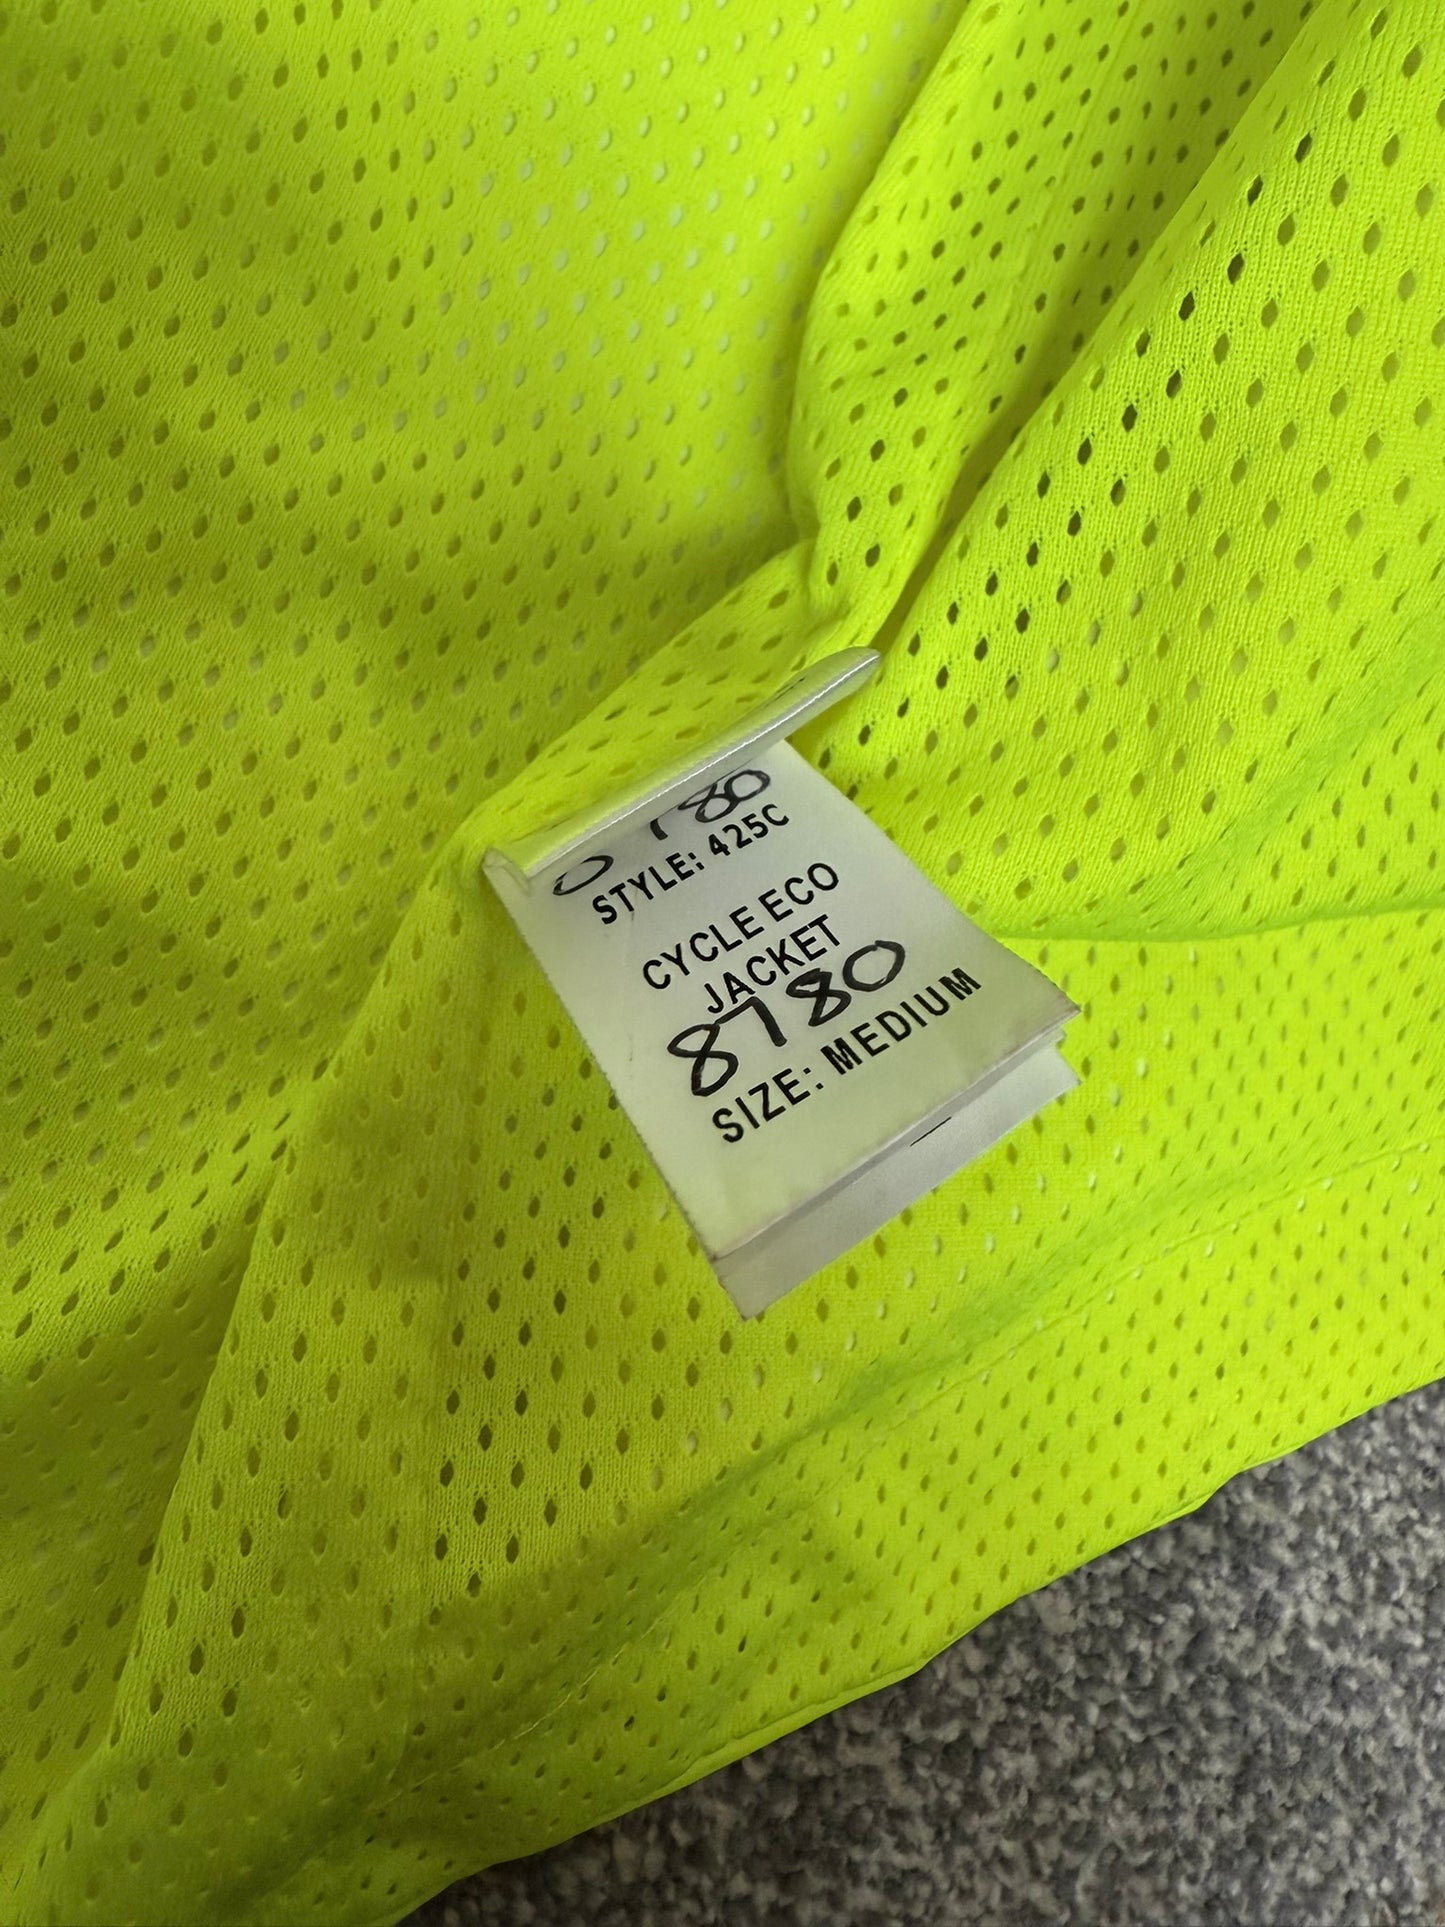 STYLE: 425C
CYCLE ECO
JACKET
8780
SIZE: MEDIUM